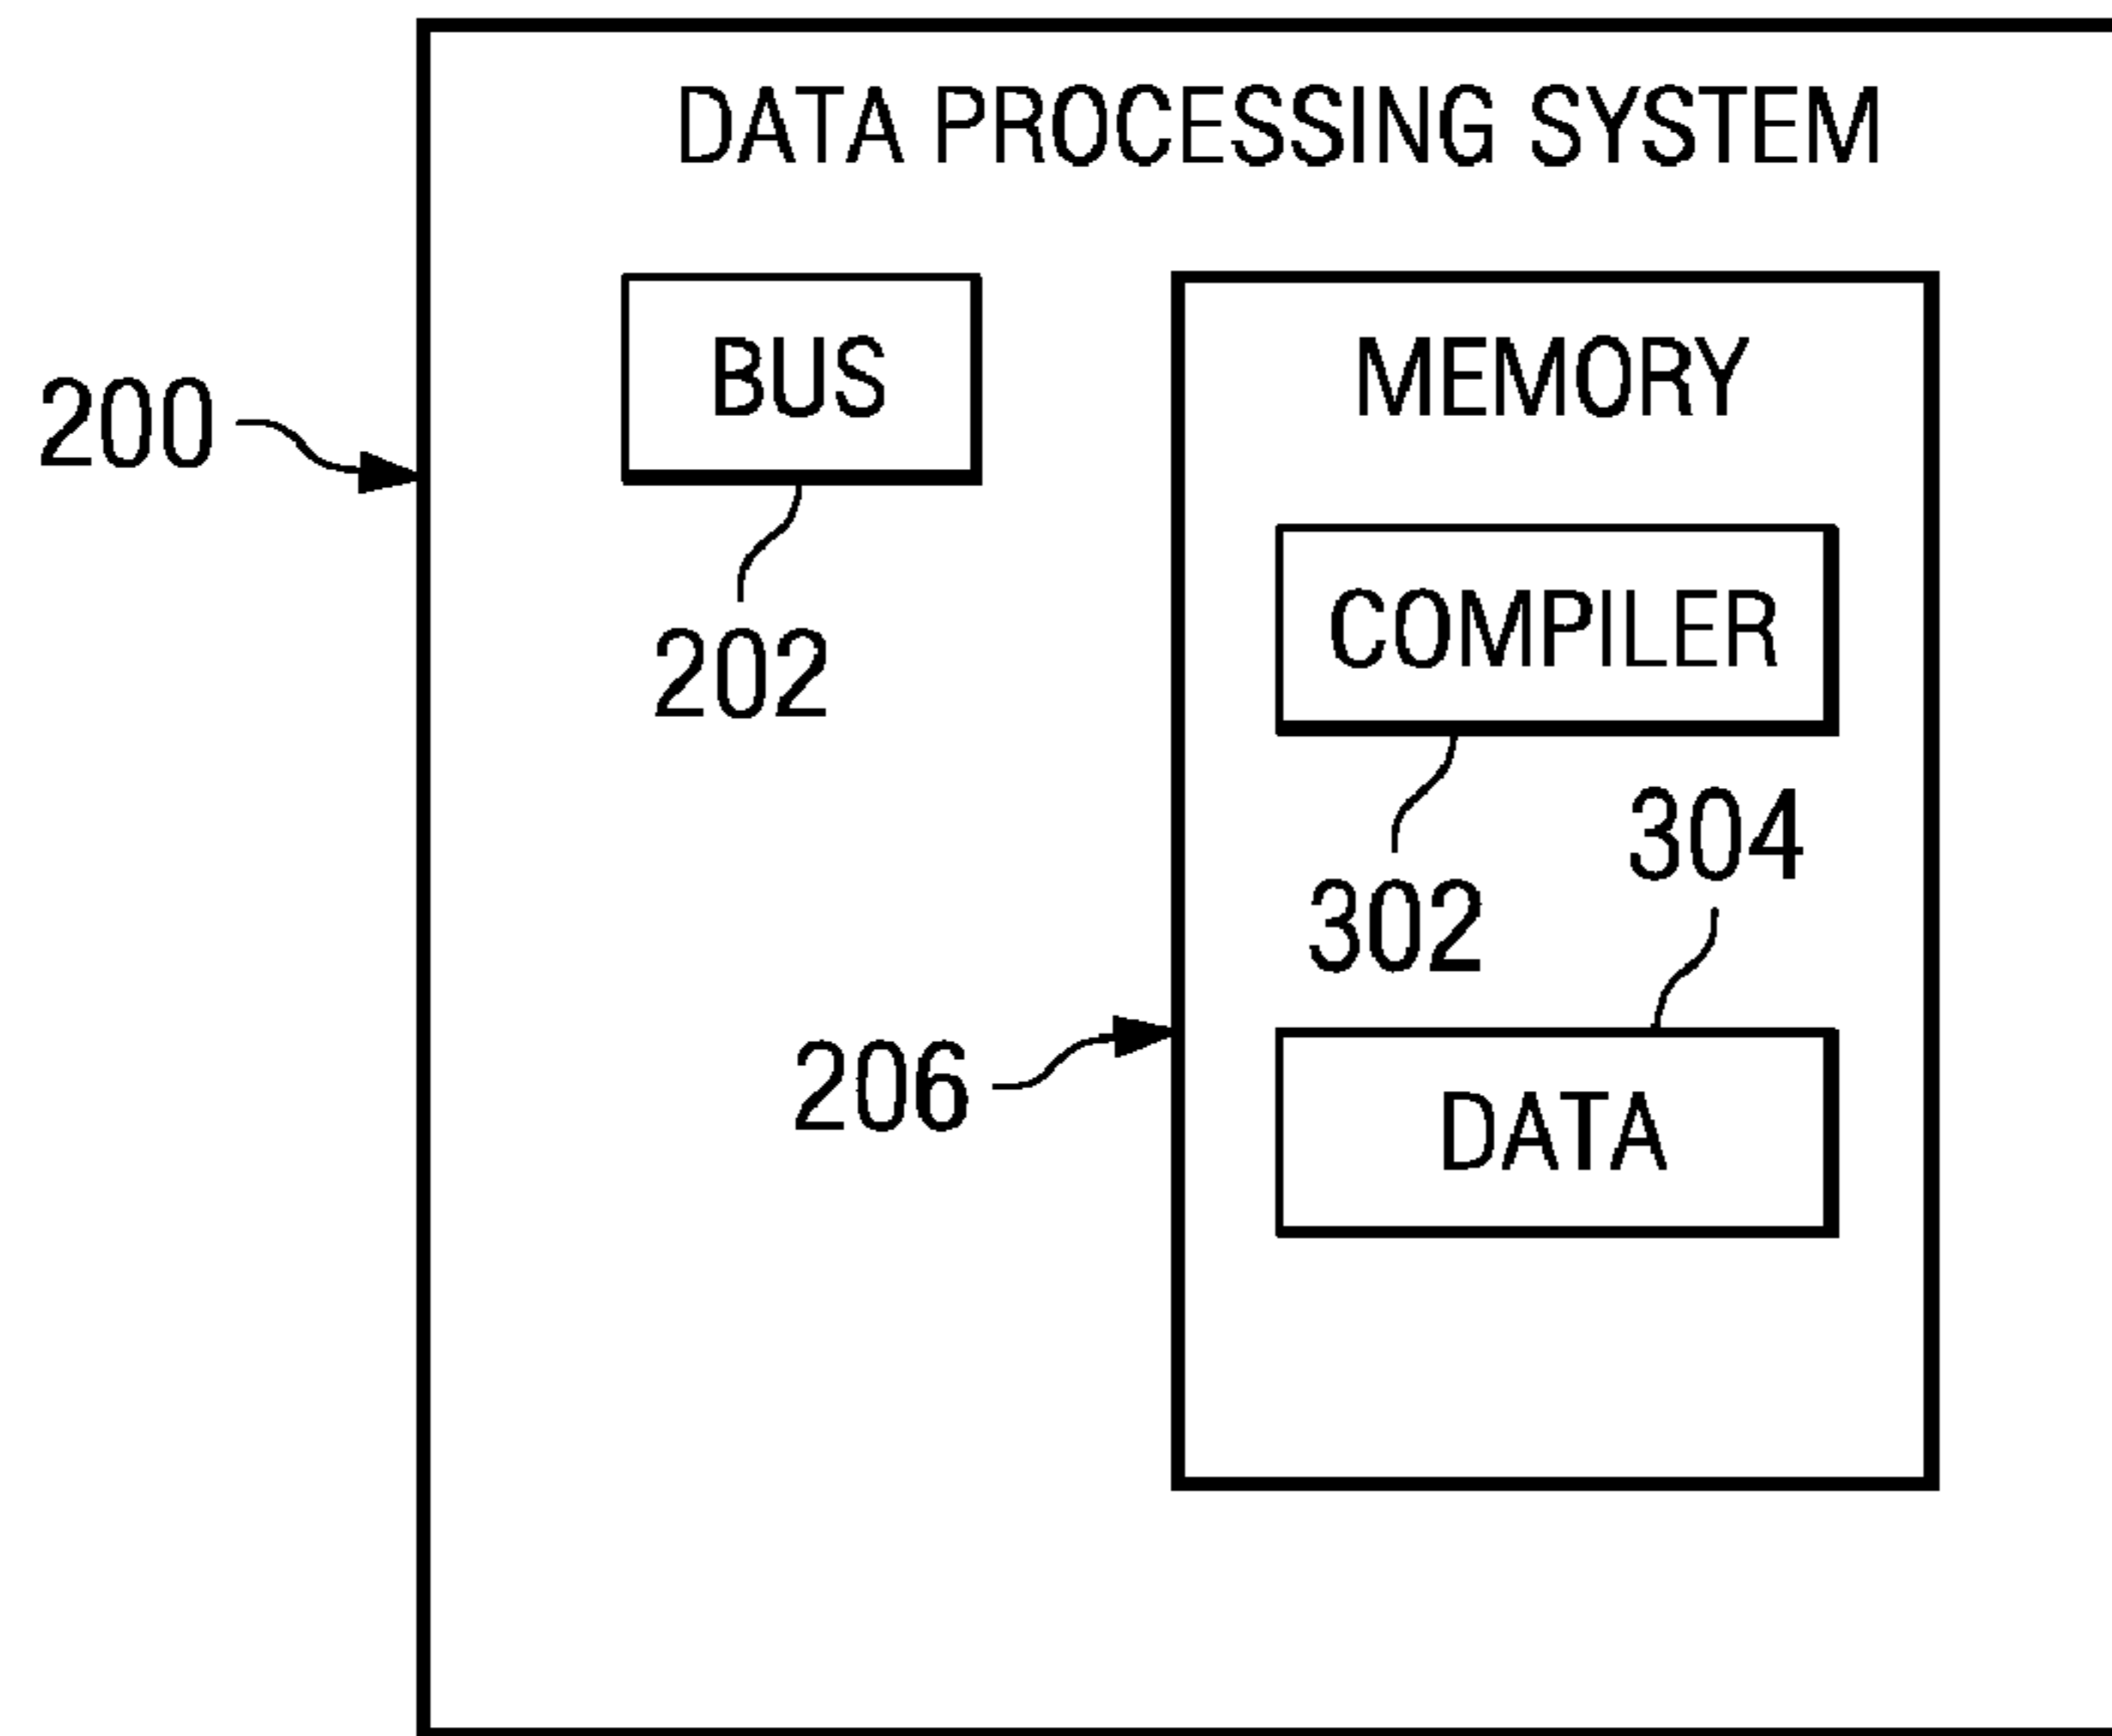 DATA PROCESSING SYSTEM
BUS
MEMORY
200
COMPILER
202
304
302
206
DATA